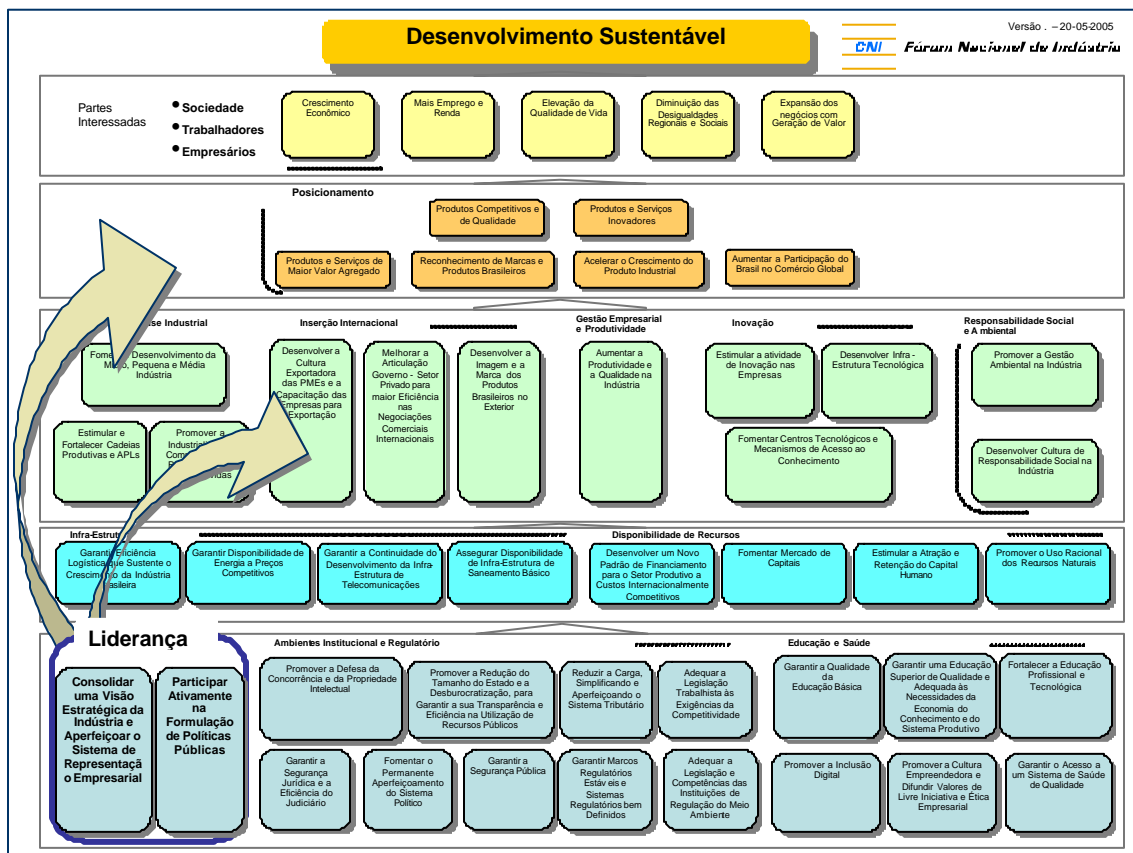 Desenvolvimento Sustentável
Versão . – 20-05-2005
CNI
Fórum Nacional de Indústria
Partes
Interessadas
• Sociedade
• Trabalhadores
• Empresários
Crescimento
Econômico
Mais Emprego e
Renda
Elevação da
Qualidade de Vida
Diminuição das
Desigualdades
Regionais e Sociais
Expansão dos
negócios com
Geração de Valor
Posicionamento
Produtos Competitivos e
de Qualidade
Produtos e Serviços
Inovadores
Produtos e Serviços de
Maior Valor Agregado
Reconhecimento de Marcas e
Produtos Brasileiros
Acelerar o Crescimento do
Produto Industrial
Aumentar a Participação do
Brasil no Comércio Global
Industrial
Desenvolvimento da
Pequena e Média
Indústria
Estimular e
Fortalecer Cadeias
Produtivas e APLs
Promover a
Inserção Internacional
Desenvolver a
Cultura
Exportadora
das PMEs e a
Capacitação das
Empresas para
Exportação
Melhorar a
Articulação
Governo - Setor
Privado para
maior Eficiência
nas
Negociações
Comerciais
Internacionais
Desenvolver a
Imagem e a
Marca dos
Produtos
Brasileiros no
Exterior
Gestão Empresarial
e Produtividade
Aumentar a
Produtividade e
a Qualidade na
Indústria
Inovação
Estimular a atividade
de Inovação nas
Empresas
Desenvolver Infra -
Estrutura Tecnológica
Fomentar Centros Tecnológicos e
Mecanismos de Acesso ao
Conhecimento
Responsabilidade Social
e A mbiental
Promover a Gestão
Ambiental na Indústria
Desenvolver Cultura de
Responsabilidade Social na
Indústria
Infra-Estrutura
Garantir Eficiência
Logística que Sustente o
Crescimento da Indústria
Brasileira
Garantir Disponibilidade de
Energia a Preços
Competitivos
Garantir a Continuidade do
Desenvolvimento da Infra-
Estrutura de
Telecomunicações
Assegurar Disponibilidade
de Infra-Estrutura de
Saneamento Básico
Disponibilidade de Recursos
Desenvolver um Novo
Padrão de Financiamento
para o Setor Produtivo a
Custos Internacionalmente
Competitivos
Fomentar Mercado de
Capitais
Estimular a Atração e
Retenção do Capital
Humano
Promover o Uso Racional
dos Recursos Naturais
Liderança
Consolidar
uma Visão
Estratégica da
Indústria e
Aperfeiçoar o
Sistema de
Representaçã
o Empresarial
Participar
Ativamente
na
Formulação
de Políticas
Públicas
Ambientes Institucional e Regulatório
Promover a Defesa da
Concorrência e da Propriedade
Intelectual
Promover a Redução do
Tamanho do Estado e a
Desburocratização, para
Garantir a sua Transparência e
Eficiência na Utilização de
Recursos Públicos
Reduzir a Carga,
Simplificando e
Aperfeiçoando o
Sistema Tributário
Adequar a
Legislação
Trabalhista às
Exigências da
Competitividade
Garantir a
Segurança
Jurídica e a
Eficiência do
Judiciário
Fomentar o
Permanente
Aperfeiçoamento
do Sistema
Político
Garantir a
Segurança Pública
Garantir Marcos
Regulatórios
Estáv eis e
Sistemas
Regulatórios bem
Definidos
Adequar a
Legislação e
Competências das
Instituições de
Regulação do Meio
Ambiente
Educação e Saúde
Garantir a Qualidade
da
Educação Básica
Garantir uma Educação
Superior de Qualidade e
Adequada às
Necessidades da
Economia do
Conhecimento e do
Sistema Produtivo
Fortalecer a Educação
Profissional e
Tecnológica
Promover a Inclusão
Digital
Promover a Cultura
Empreendedora e
Difundir Valores de
Livre Iniciativa e Ética
Empresarial
Garantir o Acesso a
um Sistema de Saúde
de Qualidade